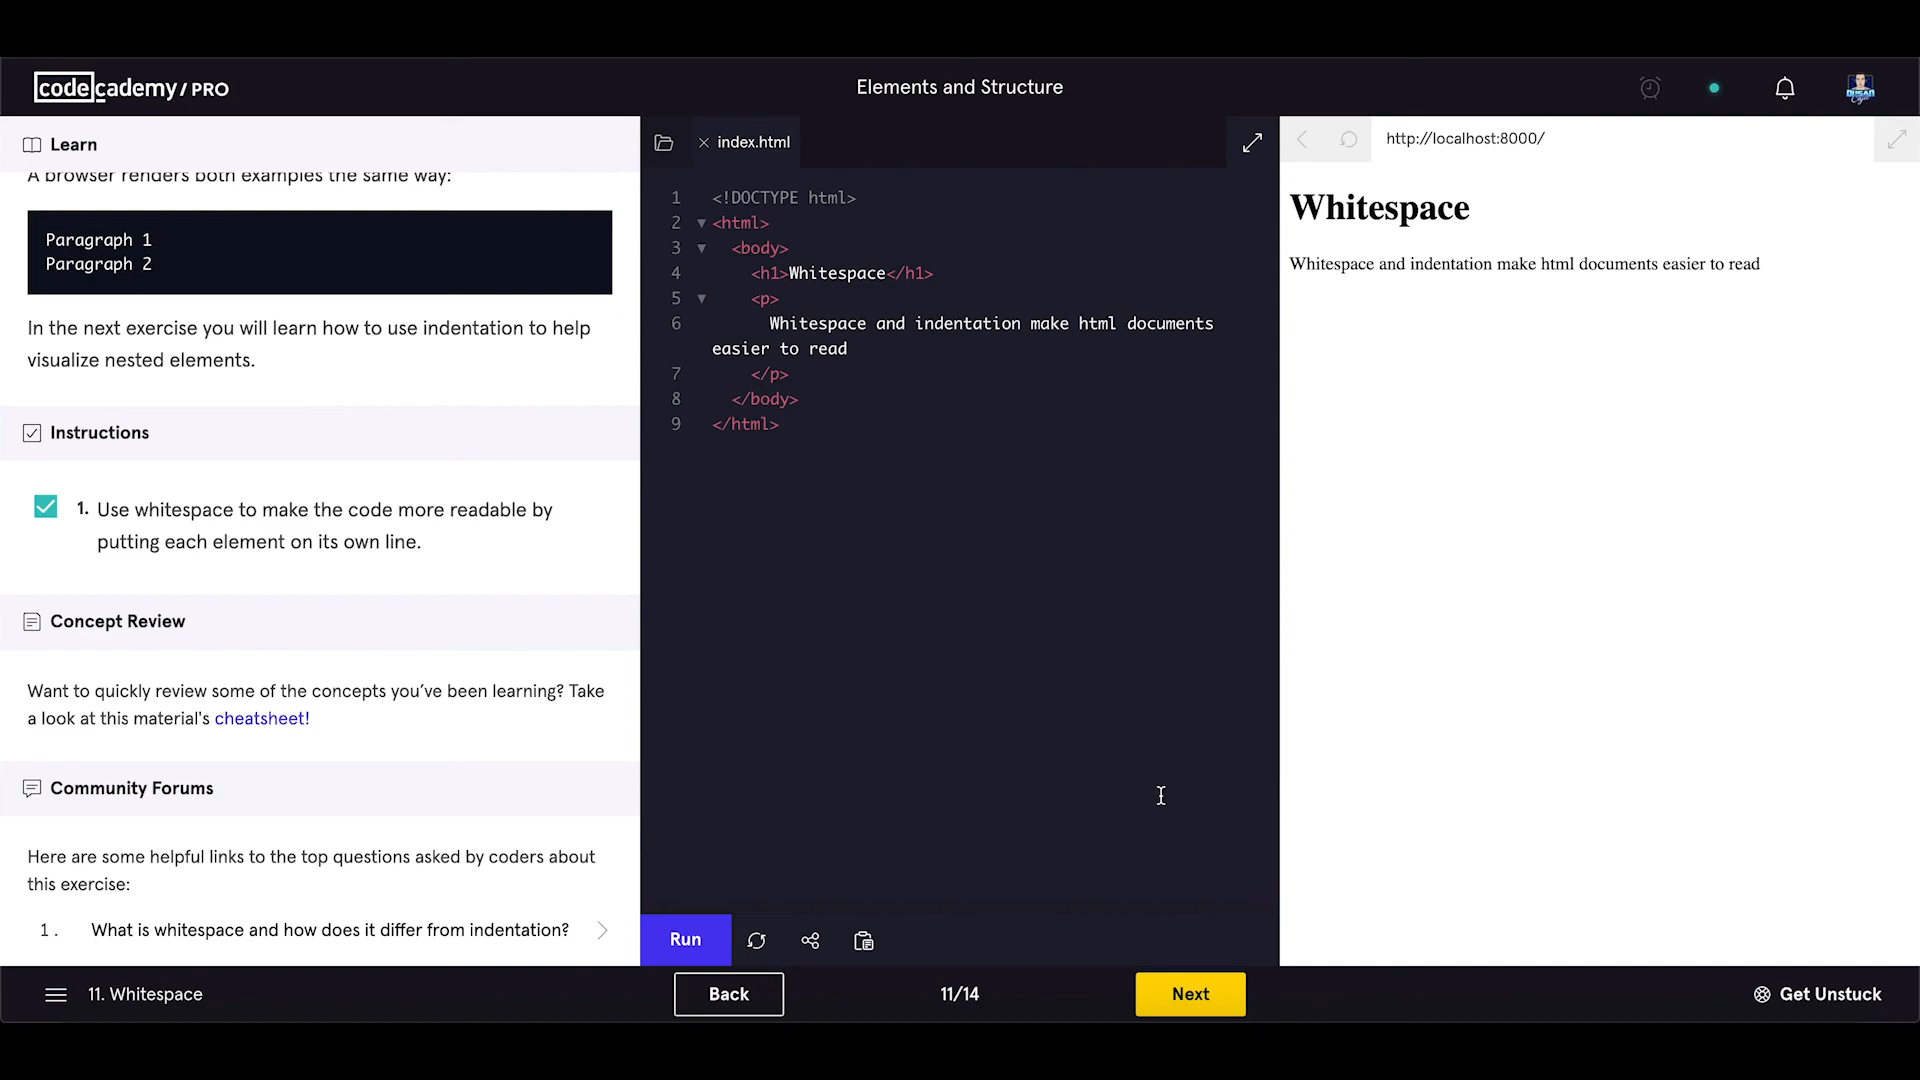 codecademy/PRO
Elements and Structure
Learn
A browser renders both examples the same way:
Paragraph 1
Paragraph 2
In the next exercise you will learn how to use indentation to help
visualize nested elements.
Instructions
1. Use whitespace to make the code more readable by
putting each element on its own line.
Concept Review
Want to quickly review some of the concepts you've been learning? Take
a look at this material's cheatsheet!
Community Forums
Here are some helpful links to the top questions asked by coders about
this exercise:
1. What is whitespace and how does it differ from indentation?
index.html
1 <!DOCTYPE html>
2 <html>
3 <body>
4 <h1>Whitespace</h1>
5 <p>
6 Whitespace and indentation make html documents
easier to read
7 </p>
8 </body>
9 </html>
Run
http://localhost:8000/
Whitespace
Whitespace and indentation make html documents easier to read
11. Whitespace
Back
11/14
Next
Get Unstuck